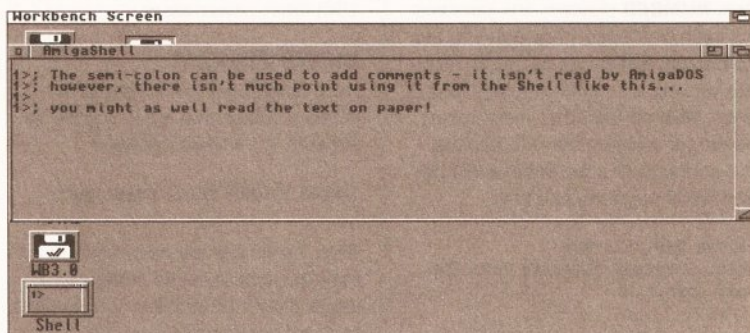 Workbench Screen
AmigaShell
1>; The semi-colon can be used to add comments - it isn't read by AmigaDOS
1>; however, there isn't much point using it from the Shell like this...
1>
1>; you might as well read the text on paper!
WB3.0
1>
Shell